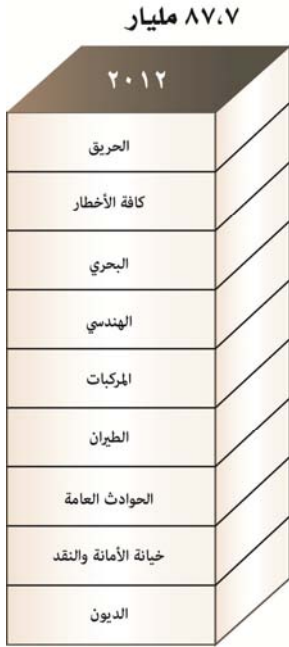 ٨٧،٧ مليار
٢٠١٢
الحريق
كافة الأخطار
البحري
الهندسي
المركبات
الطيران
الحوادث العامة
خيانة الأمانة والنقد
الديون